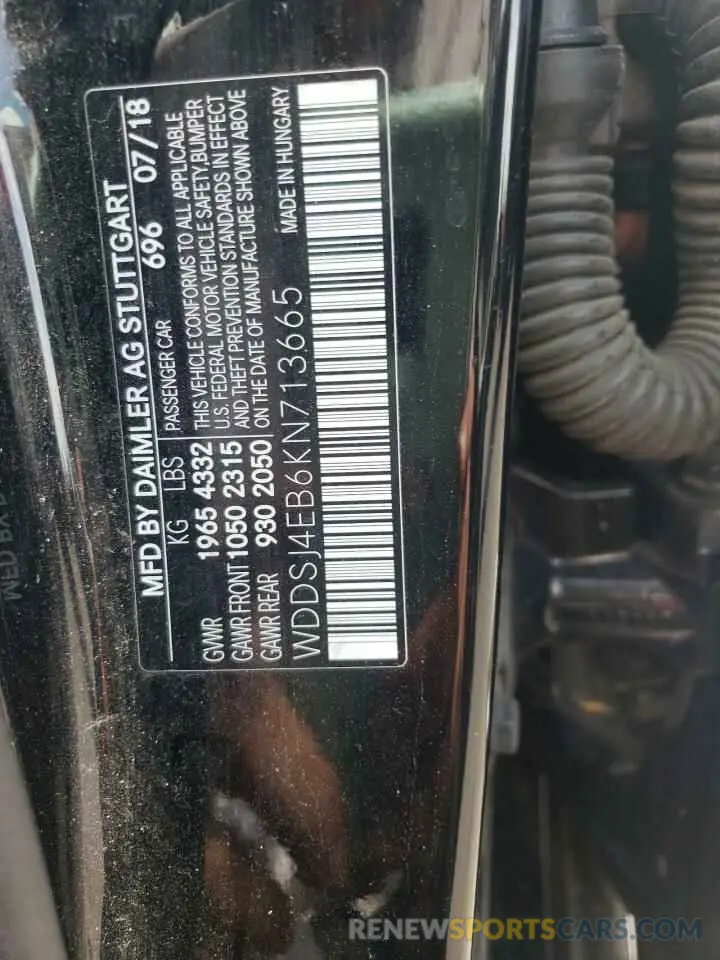 MFD BY DAIMLER AG STUTTGART
696 07/18
KG LBS PASSENGER CAR
GVWR 1965 4332
GAWR FRONT 1050 2315
GAWR REAR 930 2050
THIS VEHICLE CONFORMS TO ALL APPLICABLE
U.S. FEDERAL MOTOR VEHICLE SAFETY,BUMPER
AND THEFT PREVENTION STANDARDS IN EFFECT
ON THE DATE OF MANUFACTURE SHOWN ABOVE
MADE IN HUNGARY
WDDSJ4EB6KN713665
RENEWSPORTSCARS.COM